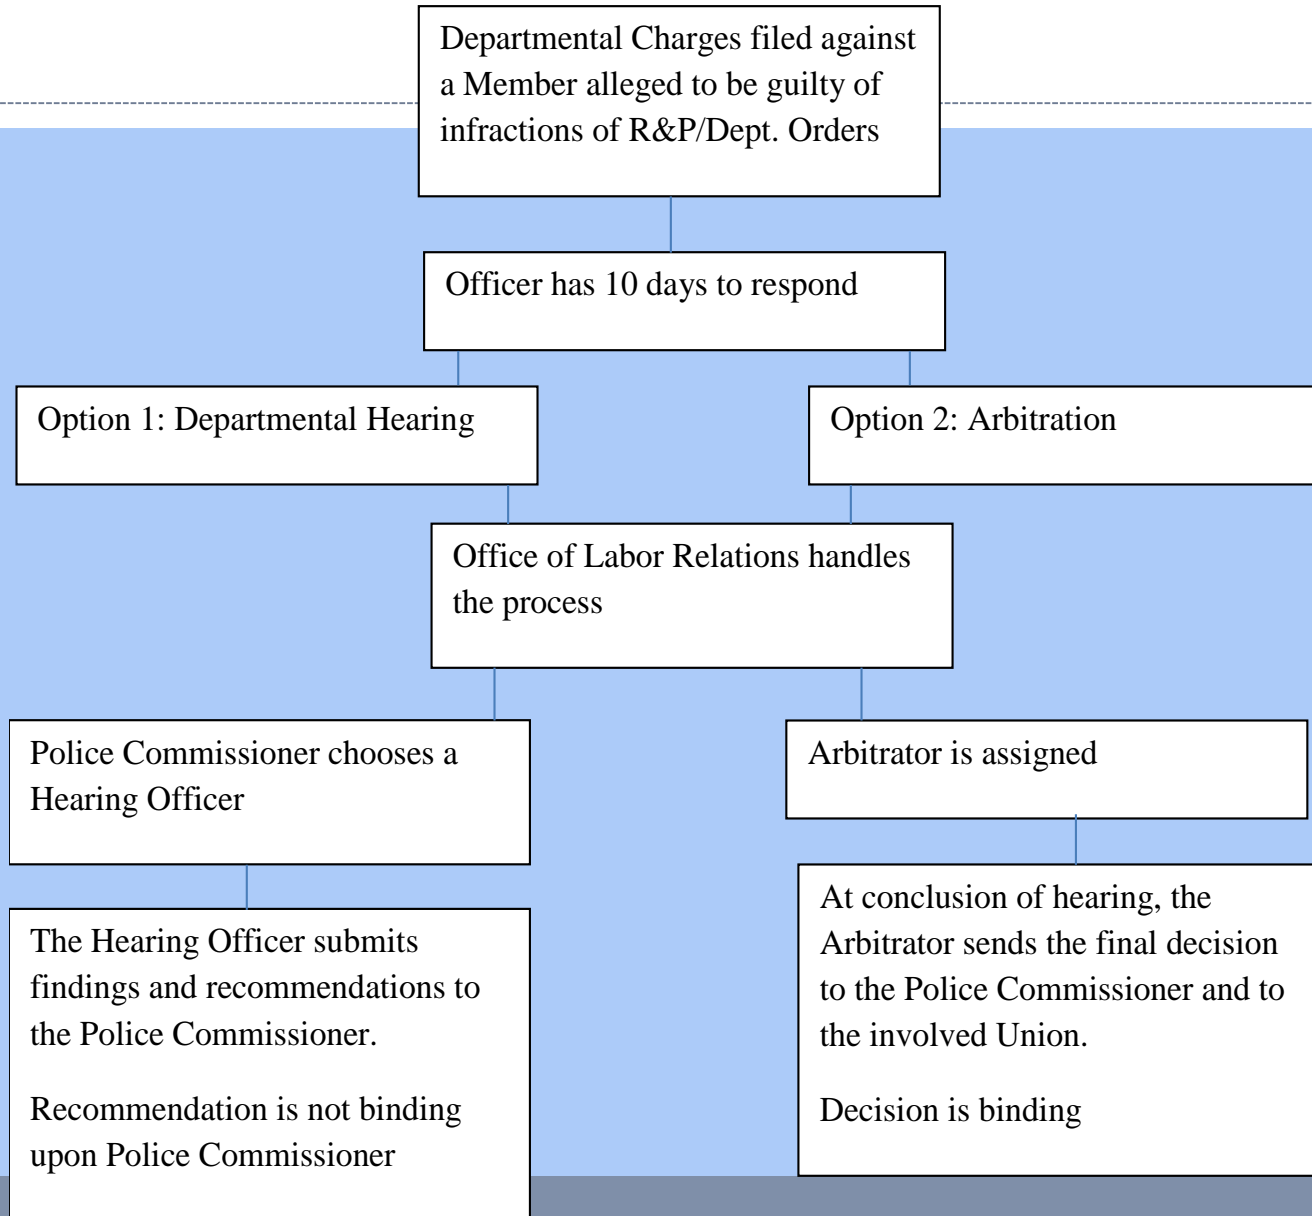 Departmental Charges filed against
a Member alleged to be guilty of
infractions of R&P/Dept. Orders
Officer has 10 days to respond
Option 1: Departmental Hearing
Option 2: Arbitration
Office of Labor Relations handles
the process
Police Commissioner chooses a
Hearing Officer
Arbitrator is assigned
The Hearing Officer submits
findings and recommendations to
the Police Commissioner.
Recommendation is not binding
upon Police Commissioner
At conclusion of hearing, the
Arbitrator sends the final decision
to the Police Commissioner and to
the involved Union.
Decision is binding